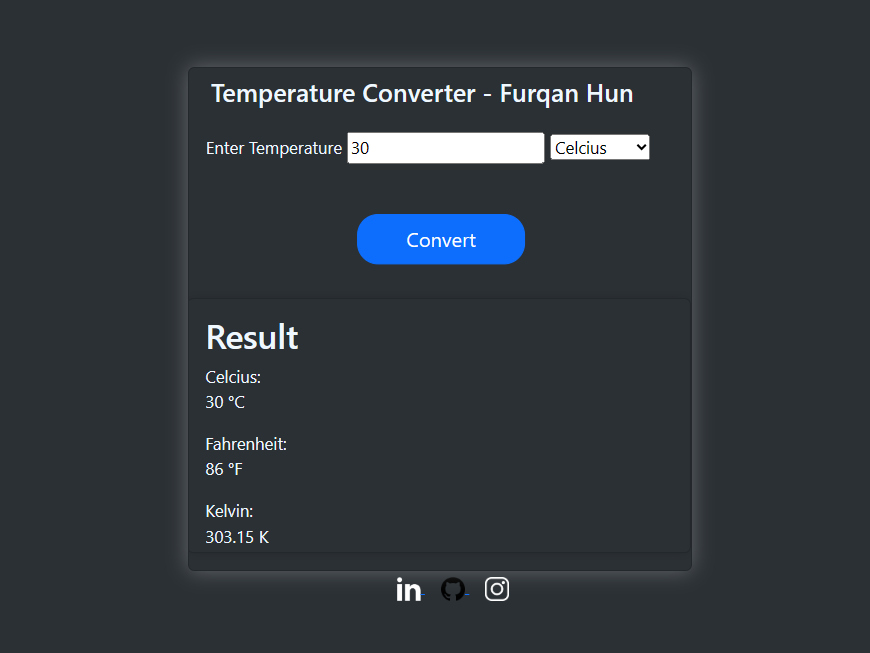 Temperature Converter - Furqan Hun
Enter Temperature 30 Celcius
Convert
Result
Celcius:
30 °C
Fahrenheit:
86 °F
Kelvin:
303.15 K
in